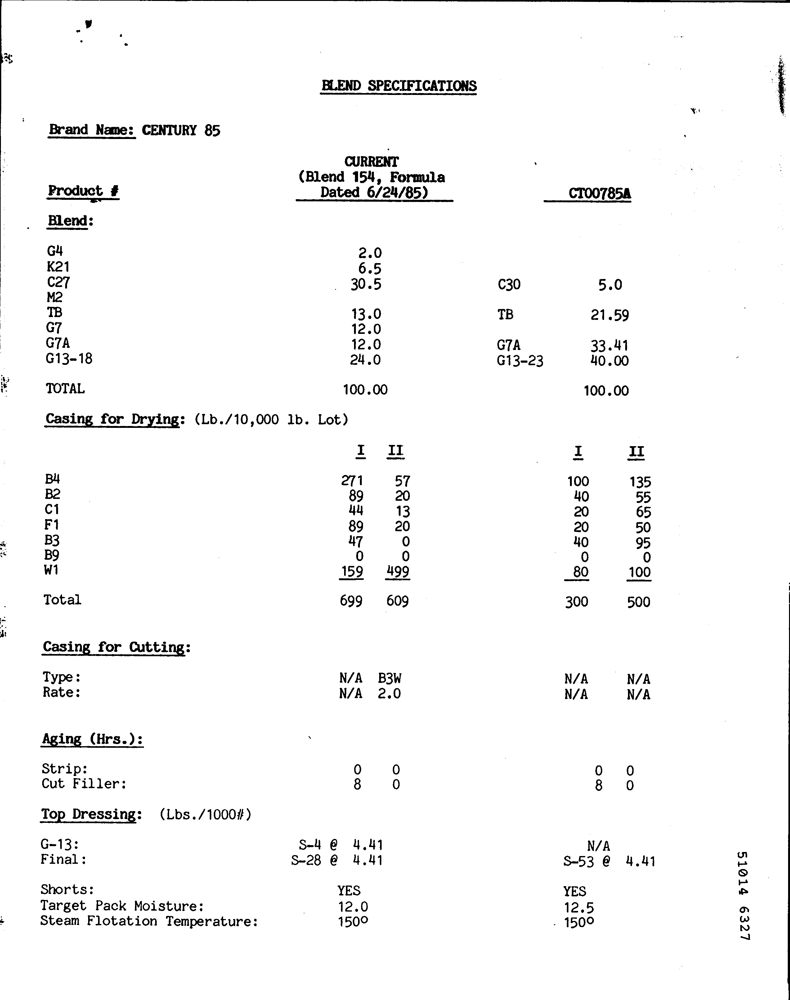 BLEND SPECIFICATIONS
Brand Name: CENTURY 85
CURRENT
(Blend 154, Formula
Product # Dated 6/24/85) CT00785A
Blend:
G4 2.0
K21 6.5
C27 30.5 C30 5.0
M2
TB 13.0 TB 21.59
G7 12.0
G7A 12.0 G7A 33.41
G13-18 24.0 G13-23 40.00
TOTAL 100.00 100.00
Casing for Drying: (Lb./10,000 lb. Lot)
I II I II
B4 271 57 100 135
B2 89 20 40 55
C1 44 13 20 65
F1 89 20 20 50
B3 47 0 40 95
B9 0 0 0 0
W1 159 499 80 100
Total 699 609 300 500
Casing for Cutting:
Type: N/A B3W N/A N/A
Rate: N/A 2.0 N/A N/A
Aging (Hrs.):
Strip: 0 0 0 0
Cut Filler: 8 0 8 0
Top Dressing: (Lbs./1000#)
G-13: S-4 @ 4.41 N/A
Final: S-28 @ 4.41 S-53 @ 4.41
Shorts: YES YES
Target Pack Moisture: 12.0 12.5
Steam Flotation Temperature: 150° 150°
51014 6327